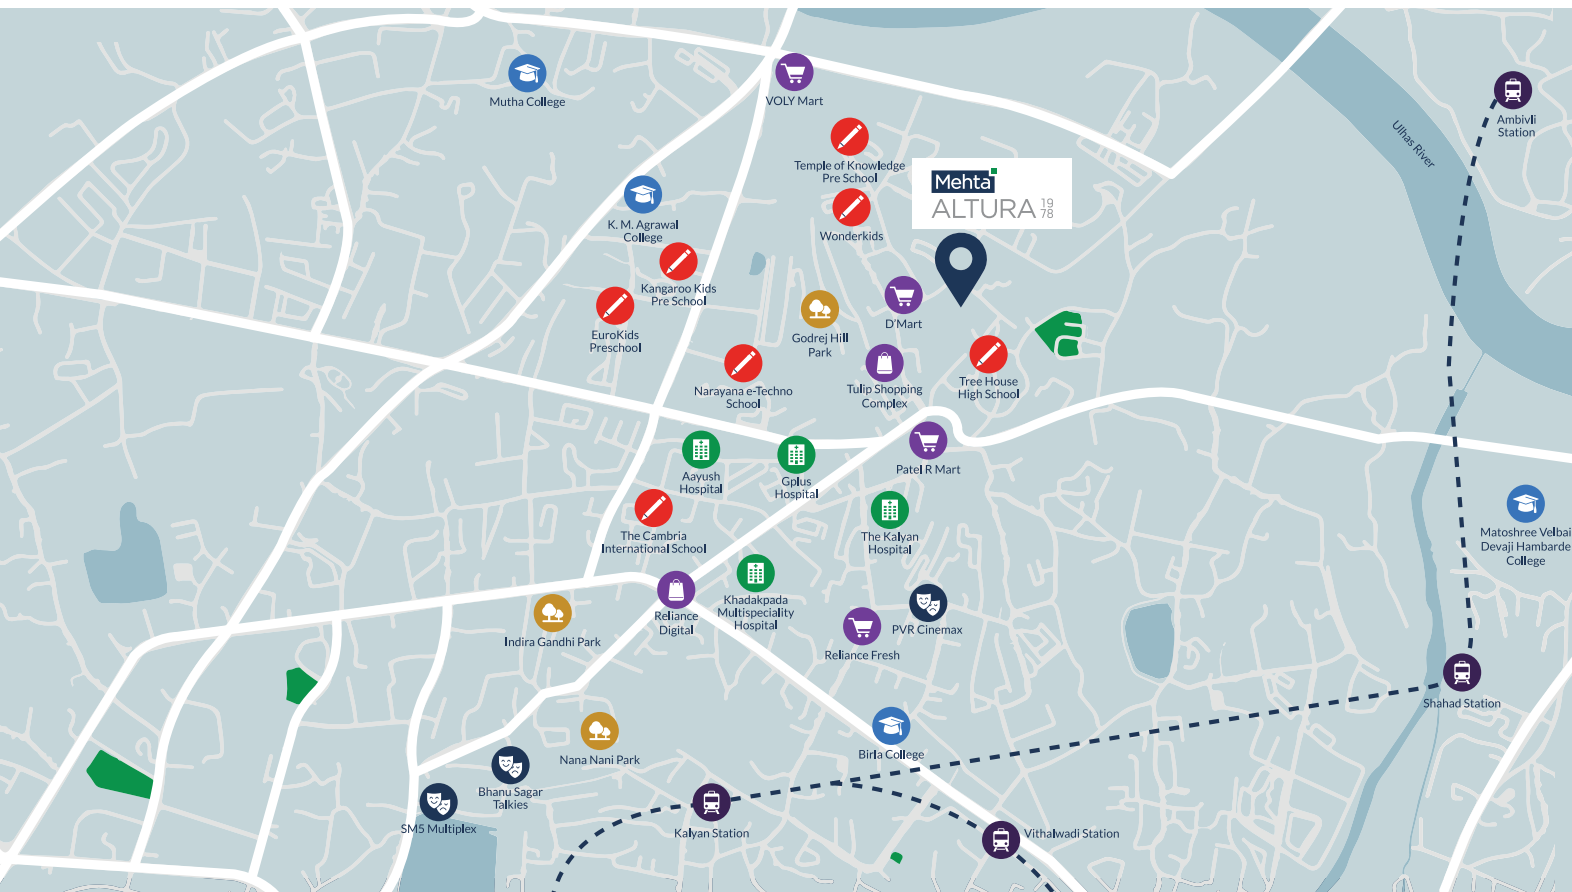 Mutha College
VOLY Mart
Ambivli
Station
Ulhas River
Temple of Knowledge
Pre School
Mehta
ALTURA 19
78
K. M. Agrawal
College
Wonderkids
Kangaroo Kids
Pre School
EuroKids
Preschool
Godrej Hill
Park
D'Mart
Narayana e-Techno
School
Tulip Shopping
Complex
Tree House
High School
Aayush
Hospital
Gplus
Hospital
Patel R Mart
The Cambria
International School
The Kalyan
Hospital
Matoshree Velbai
Devaji Hambarde
College
Reliance
Digital
Khadakpada
Multispeciality
Hospital
Indira Gandhi Park
Reliance Fresh
PVR Cinemax
Shahad Station
Nana Nani Park
Birla College
Bhanu Sagar
Talkies
SM5 Multiplex
Kalyan Station
Vithalwadi Station